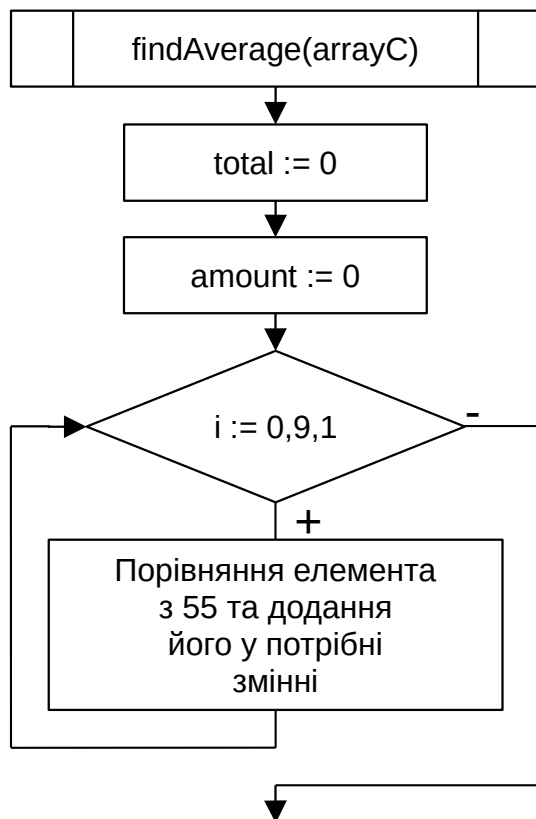 findAverage(arrayC)
total := 0
amount := 0
i := 0,9,1
-
+
Порівняння елемента
з 55 та додання
його у потрібні
змінні